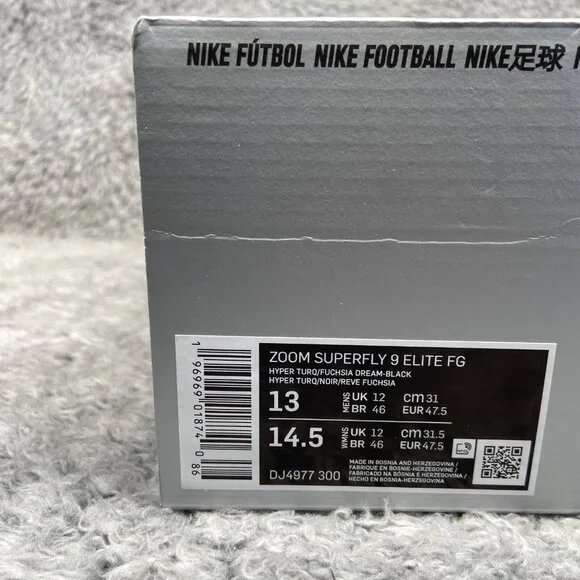 NIKE FÚTBOL NIKE FOOTBALL NIKE足球
ZOOM SUPERFLY 9 ELITE FG
HYPER TURQ/FUCHSIA DREAM-BLACK
HYPER TURQ/NOIR/REVE FUCHSIA
13 MENS UK 12 CM 31
BR 46 EUR 47.5
14.5 WMNS UK 12 CM 31.5
BR 46 EUR 47.5
DJ4977 300
MADE IN BOSNIA AND HERZEGOVINA/
FABRIQUE EN BOSNIE-HERZEGOVINE/
FABRICADO NA BÓSNIA E HERZEGOVINA/
HECHO EN BOSNIA-HERZEGOVINA
1 96969 01874 0 86